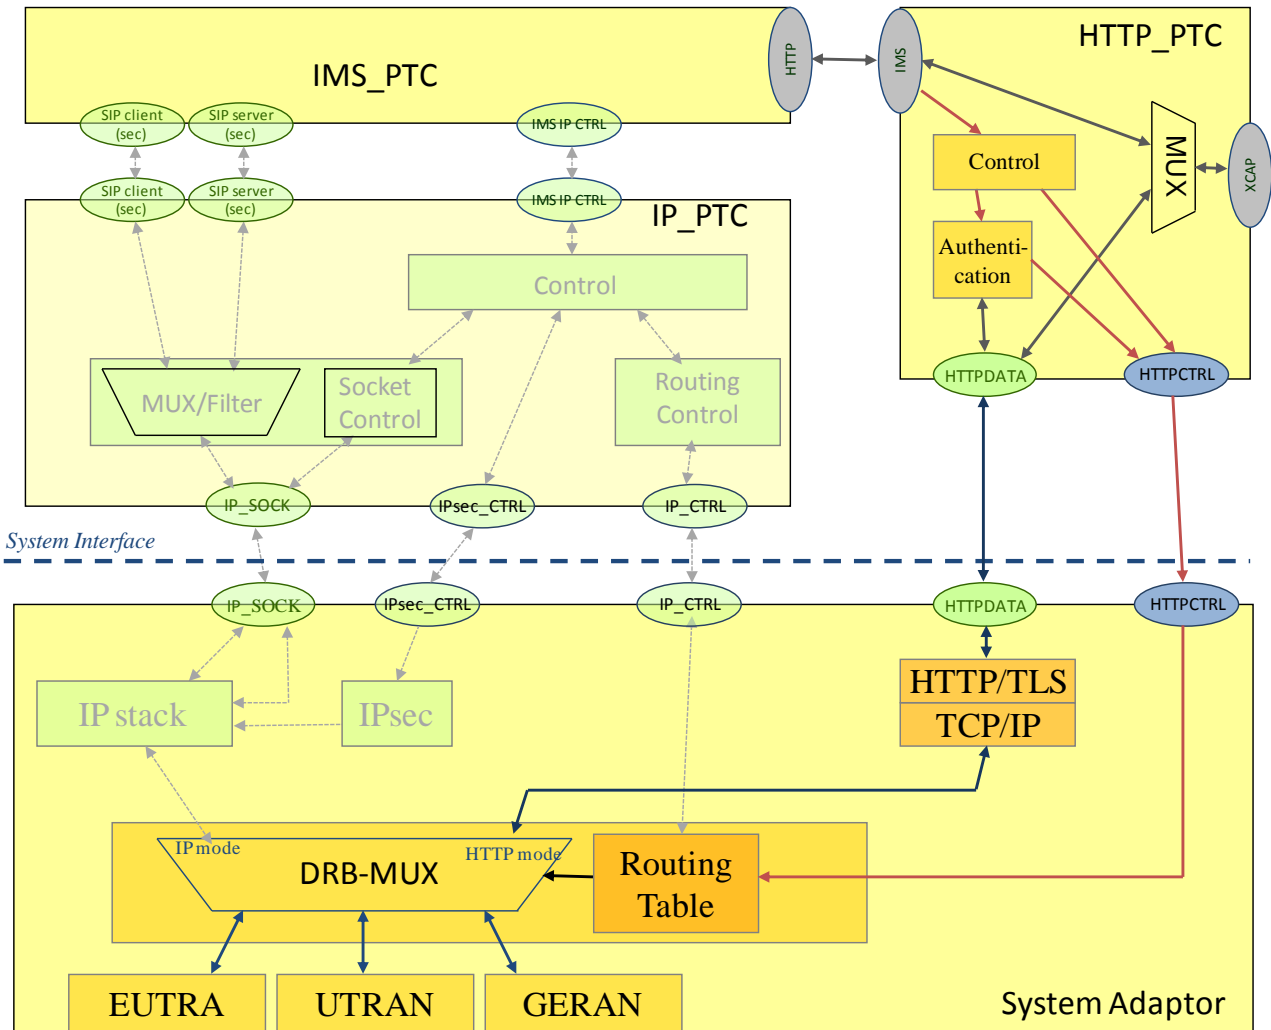 HTTP_PTC
HTTP
IMS
IMS_PTC
SIP client
(sec)
SIP server
(sec)
IMS IP CTRL
MUX
XCAP
Control
SIP client
(sec)
SIP server
(sec)
IMS IP CTRL
IP_PTC
Authenti-
cation
Control
MUX/Filter
Socket
Control
Routing
Control
HTTPDATA
HTTPCTRL
IP_SOCK
IPsec_CTRL
IP_CTRL
System Interface
IP_SOCK
IPsec_CTRL
IP_CTRL
HTTPDATA
HTTPCTRL
IP stack
IPsec
HTTP/TLS
TCP/IP
IP mode
HTTP mode
DRB-MUX
Routing
Table
EUTRA
UTRAN
GERAN
System Adaptor